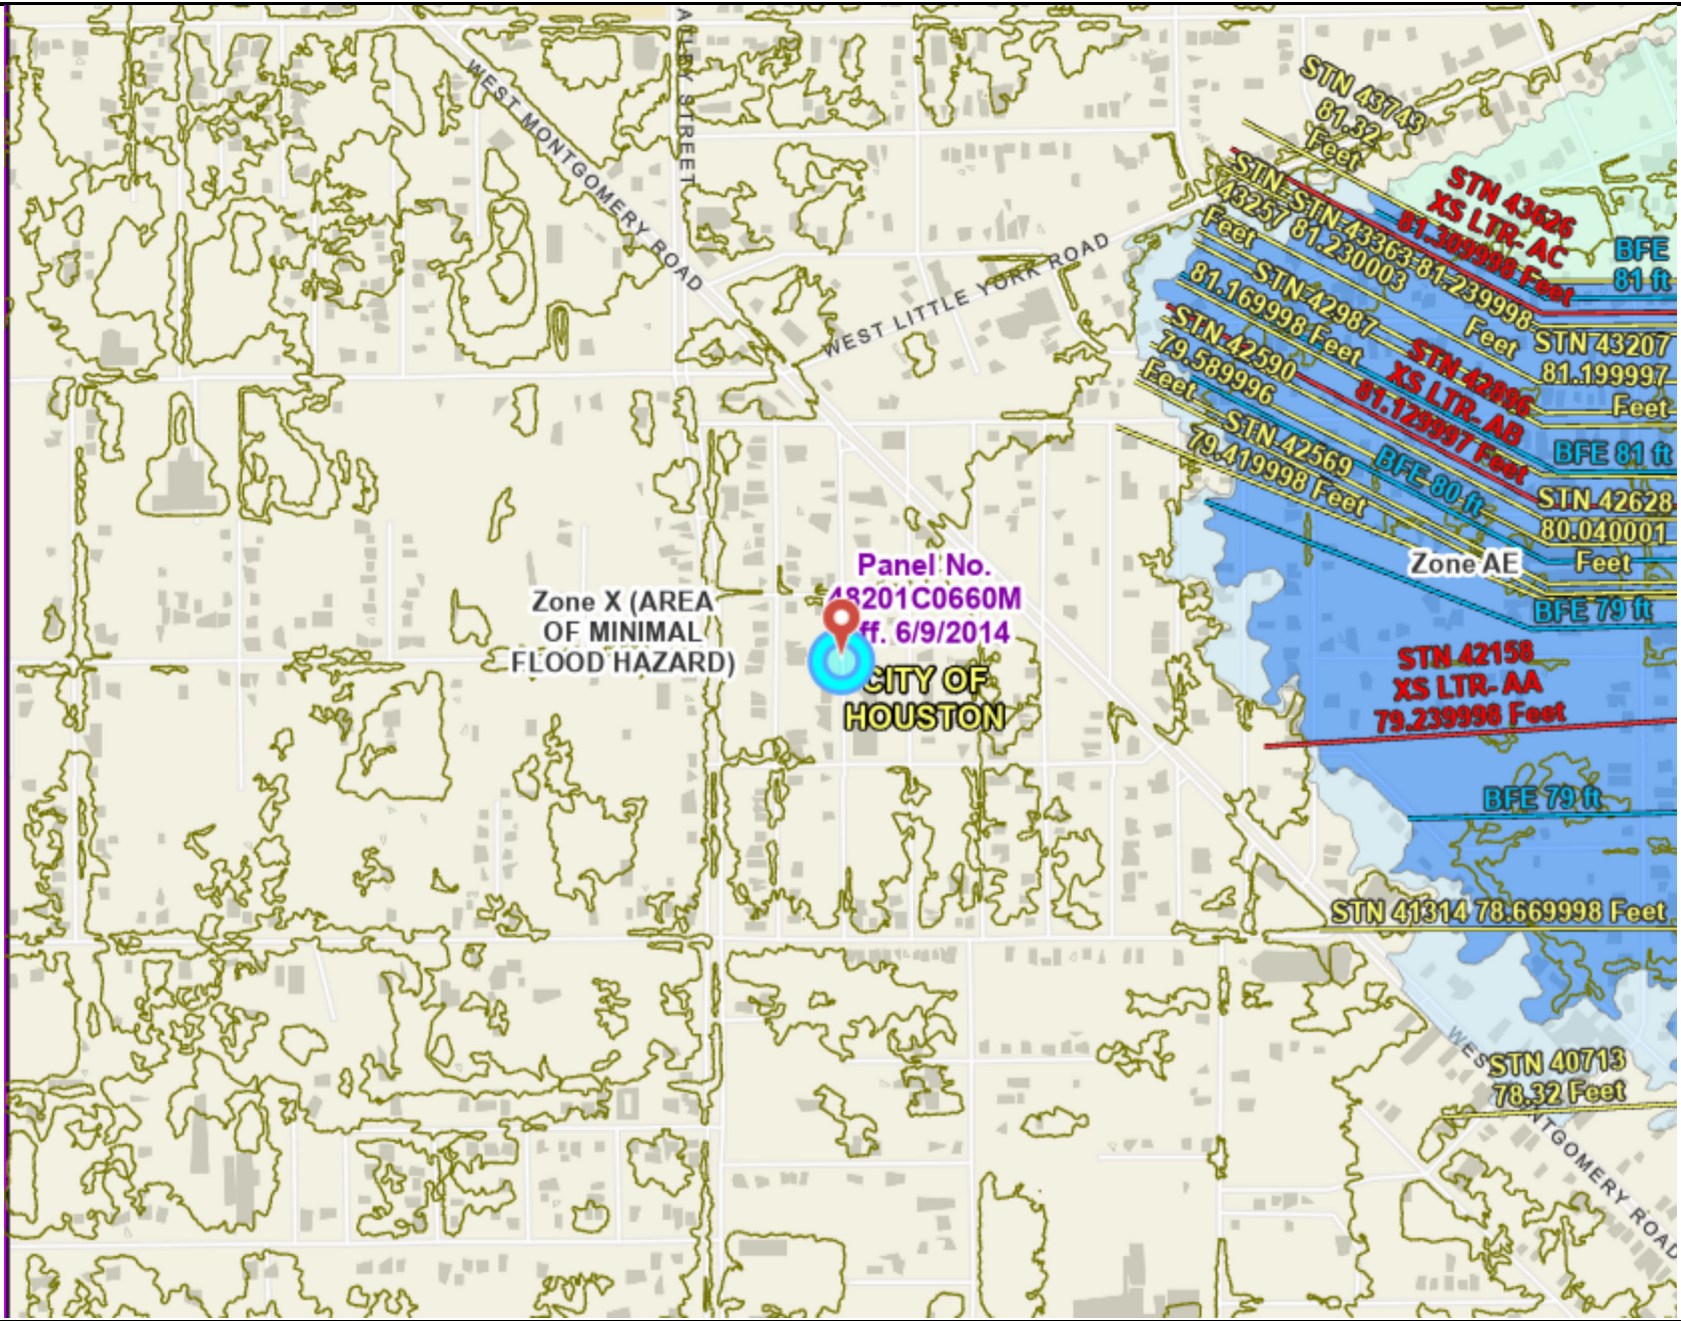 AILEY STREET
WEST MONTGOMERY ROAD
WEST LITTLE YORK ROAD
STN 43743
81.32
Feet
STN 43626
XS LTR- AC
81.309998 Feet
BFE
81 ft
STN STN 43363 81.239998
43257 81.230003
Feet
Feet
STN 43207
81.199997
Feet
STN 42987
81.169998 Feet
STN 42896
XS LTR- AB
81.129997 Feet
BFE 81 ft
STN 42590
79.589996
Feet
STN 42628
80.040001
Feet
STN 42569
79.419998 Feet
BFE 80 ft
Zone AE
BFE 79 ft
Panel No.
48201C0660M
ff. 6/9/2014
Zone X (AREA
OF MINIMAL
FLOOD HAZARD)
CITY OF
HOUSTON
STN 42158
XS LTR- AA
79.239998 Feet
BFE 79 ft
STN 41314 78.669998 Feet
STN 40713
78.32 Feet
WES NTGOMERY ROAD